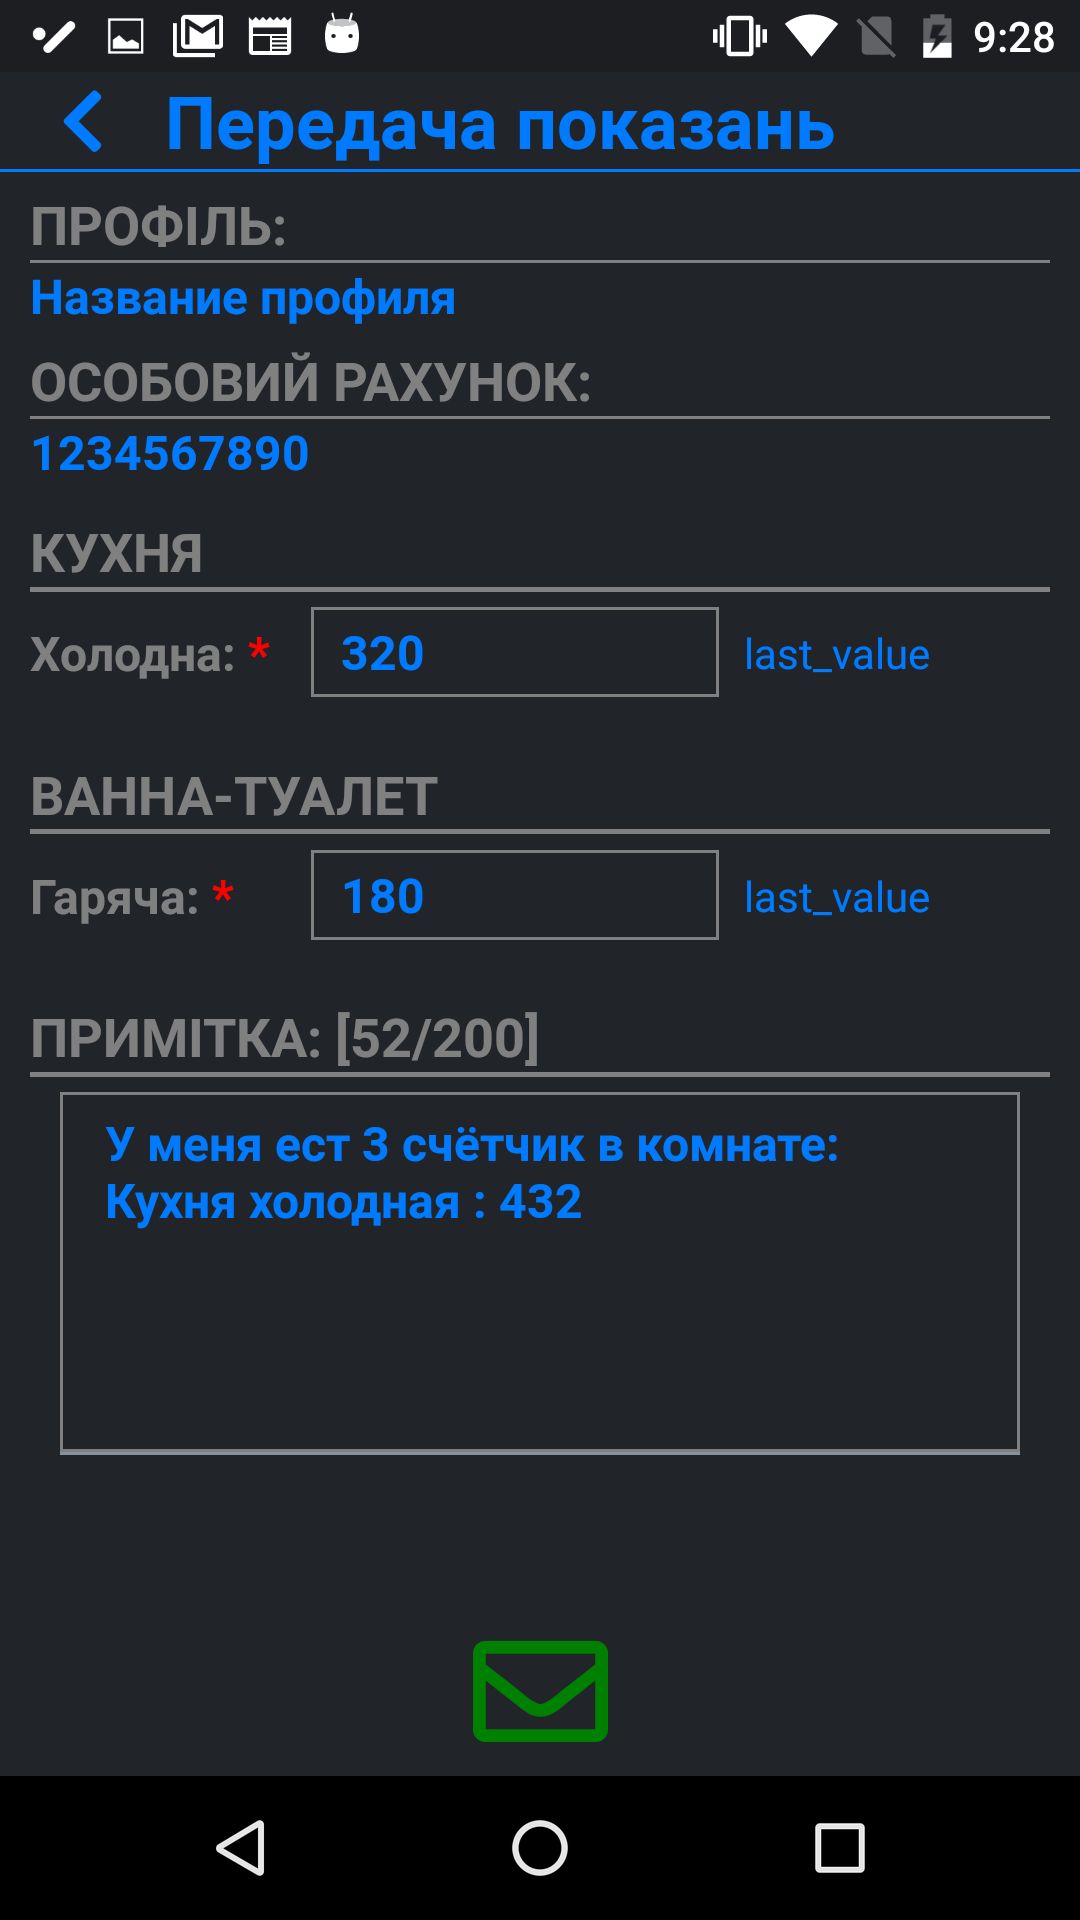 9:28
Передача показань
ПРОФІЛЬ:
Название профиля
ОСОБОВИЙ РАХУНОК:
1234567890
КУХНЯ
Холодна: * 320 last_value
ВАННА-ТУАЛЕТ
Гаряча: * 180 last_value
ПРИМІТКА: [52/200]
У меня ест 3 счётчик в комнате:
Кухня холодная : 432